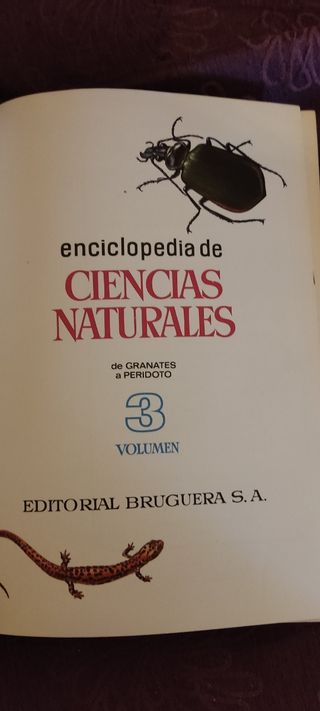 enciclopedia de
CIENCIAS
NATURALES
de GRANATES
a PERIDOTO
3
VOLUMEN
EDITORIAL BRUGUERA S. A.